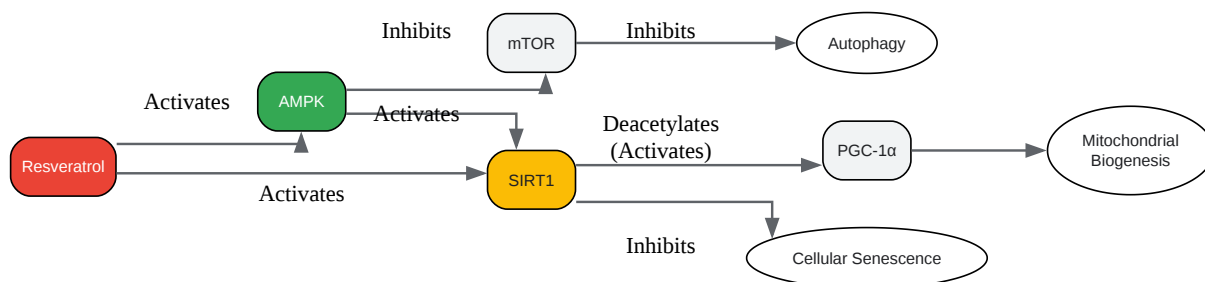 Inhibits
mTOR
Inhibits
Autophagy
Activates
AMPK
Activates
Deacetylates
(Activates)
PGC-1α
Mitochondrial
Biogenesis
Resveratrol
Activates
SIRT1
Inhibits
Cellular Senescence